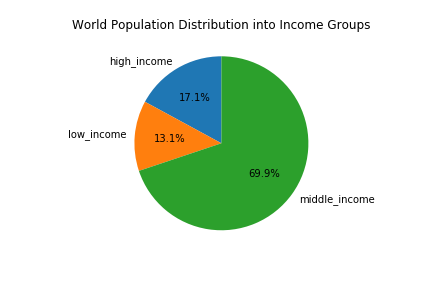 World Population Distribution into Income Groups
high_income
17.1%
low_income
13.1%
69.9%
middle_income